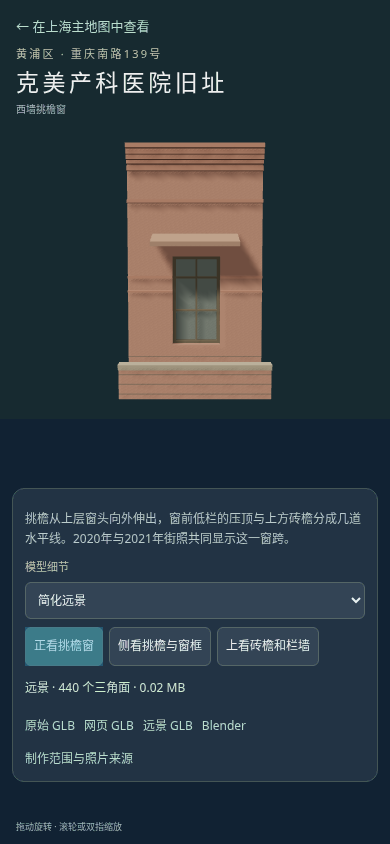 ← 在上海主地图中查看
黄浦区 · 重庆南路139号
克美产科医院旧址
西墙挑檐窗
挑檐从上层窗头向外伸出，窗前低栏的压顶与上方砖檐分成几道
水平线。2020年与2021年街照共同显示这一窗跨。
模型细节
简化远景
正看挑檐窗 侧看挑檐与窗框 上看砖檐和栏墙
远景 · 440 个三角面 · 0.02 MB
原始 GLB 网页 GLB 远景 GLB Blender
制作范围与照片来源
拖动旋转 · 滚轮或双指缩放